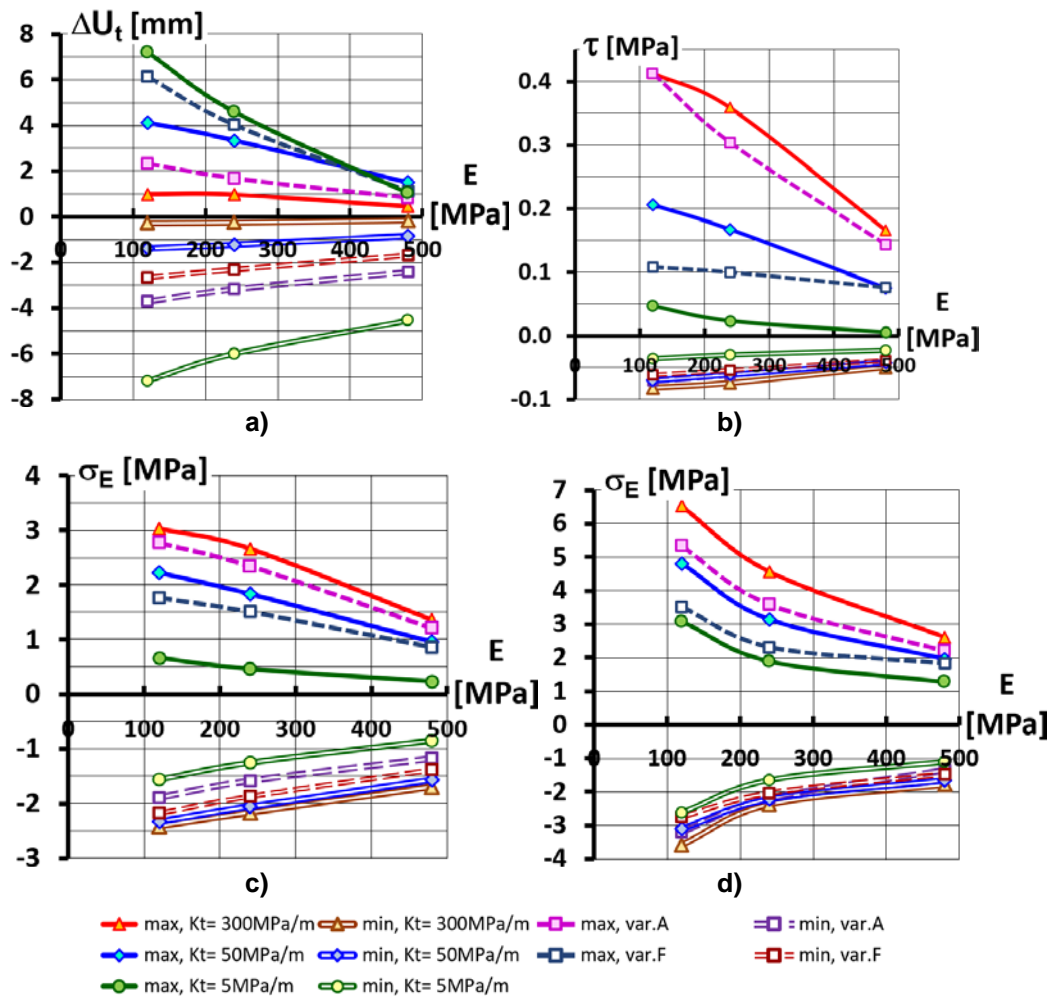 ΔUt [mm]
8
6
4
2
0
-2
-4
-6
-8
0 100 200 300 400 500
E
[MPa]
a)
τ [MPa]
0.4
0.3
0.2
0.1
0.0
-0.1
0 100 200 300 400 500
E
[MPa]
b)
σE [MPa]
4
3
2
1
0
-1
-2
-3
0 100 200 300 400 500
E
[MPa]
c)
σE [MPa]
7
6
5
4
3
2
1
0
-1
-2
-3
-4
0 100 200 300 400 500
E
[MPa]
d)
max, Kt= 300MPa/m min, Kt= 300MPa/m max, var.A min, var.A
max, Kt= 50MPa/m min, Kt= 50MPa/m max, var.F min, var.F
max, Kt= 5MPa/m min, Kt= 5MPa/m